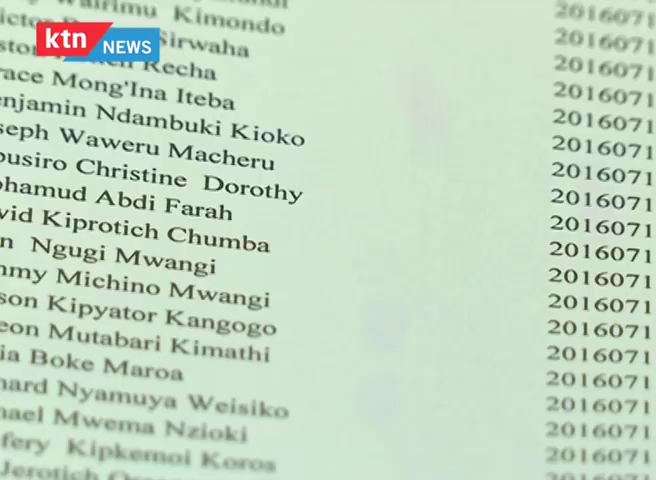 Wairimu Kimondo 2016071
Sirwaha 2016071
ktn NEWS
Recha 2016071
race Mong'Ina Iteba 2016071
enjamin Ndambuki Kioko 2016071
seph Waweru Macheru 2016071
busiro Christine Dorothy 2016071
ohamud Abdi Farah 2016071
vid Kiprotich Chumba 2016071
n Ngugi Mwangi 2016071
mmy Michino Mwangi 2016071
son Kipyator Kangogo 2016071
eon Mutabari Kimathi 2016071
ia Boke Maroa 2016071
hard Nyamuya Weisiko 2016071
hael Mwema Nzioki 2016071
ffery Kipkemoi Koros 2016071
Jerotich 2016071